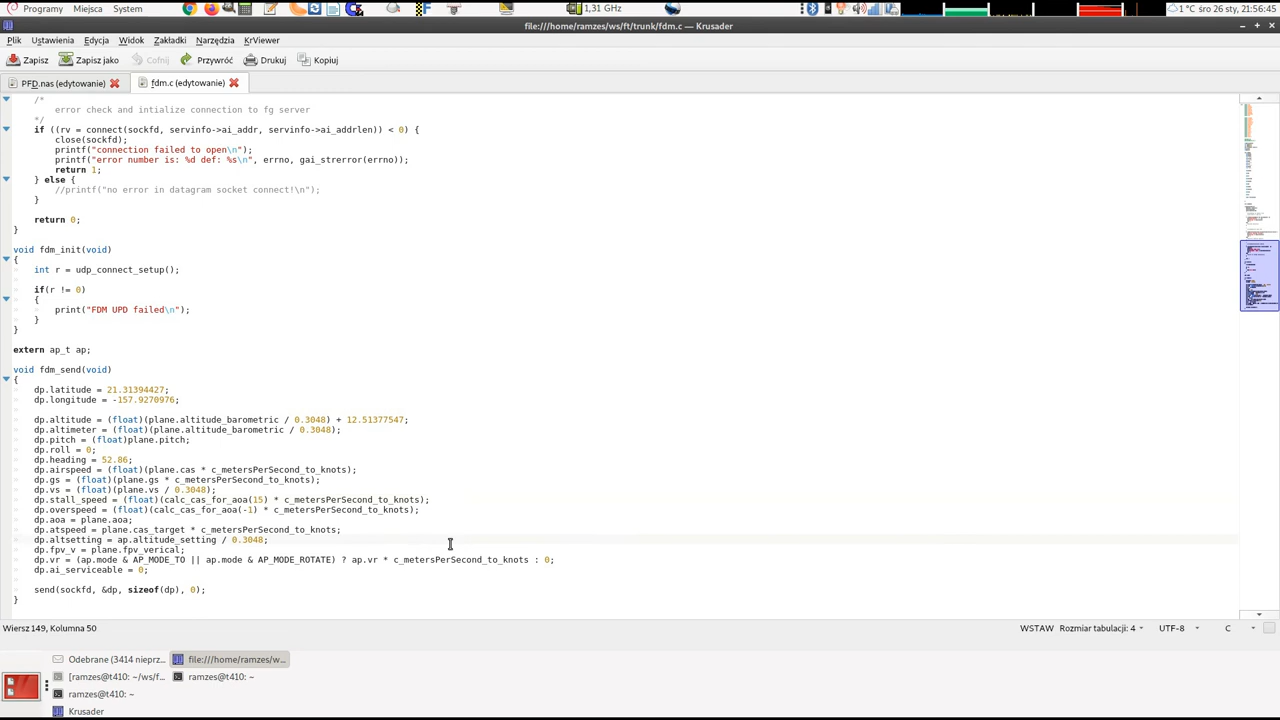 Programy
1,31 GHz
1 °C śro 26 sty, 21:56:45
file:///home/ramzes/ws/ft/trunk/fdm.c — Krusader
Plik Ustawienia Edycja Widok Zakładki Narzędzia KrViewer
Zapisz Zapisz jako Cofnij Przywróć Drukuj Kopiuj
PFD.nas (edytowanie) fdm.c (edytowanie)
/*
error check and intialize connection to fg server
*/
if ((rv = connect(sockfd, servinfo->ai_addr, servinfo->ai_addrlen)) < 0) {
close(sockfd);
printf("connection failed to open\n");
printf("error number is: %d def: %s\n", errno, gai_strerror(errno));
return 1;
} else {
//printf("no error in datagram socket connect!\n");
}
return 0;
}
void fdm_init(void)
{
int r = udp_connect_setup();
if(r != 0)
{
print("FDM UPD failed\n");
}
}
extern ap_t ap;
void fdm_send(void)
{
dp.latitude = 21.31394427;
dp.longitude = -157.9270976;
dp.altitude = (float)(plane.altitude_barometric / 0.3048) + 12.51377547;
dp.altimeter = (float)(plane.altitude_barometric / 0.3048);
dp.pitch = (float)plane.pitch;
dp.roll = 0;
dp.heading = 52.86;
dp.airspeed = (float)(plane.cas * c_metersPerSecond_to_knots);
dp.gs = (float)(plane.gs * c_metersPerSecond_to_knots);
dp.vs = (float)(plane.vs / 0.3048);
dp.stall_speed = (float)(calc_cas_for_aoa(15) * c_metersPerSecond_to_knots);
dp.overspeed = (float)(calc_cas_for_aoa(-1) * c_metersPerSecond_to_knots);
dp.aoa = plane.aoa;
dp.atspeed = plane.cas_target * c_metersPerSecond_to_knots;
dp.altsetting = ap.altitude_setting / 0.3048;
dp.fpv_v = plane.fpv_verical;
dp.vr = (ap.mode & AP_MODE_TO || ap.mode & AP_MODE_ROTATE) ? ap.vr * c_metersPerSecond_to_knots : 0;
dp.ai_serviceable = 0;
send(sockfd, &dp, sizeof(dp), 0);
}
Wiersz 149, Kolumna 50 WSTAW Rozmiar tabulacji: 4 UTF-8 C
Odebrane (3414 nieprz... file:///home/ramzes/w...
[ramzes@t410: ~/ws/f... ramzes@t410: ~
ramzes@t410: ~
Krusader